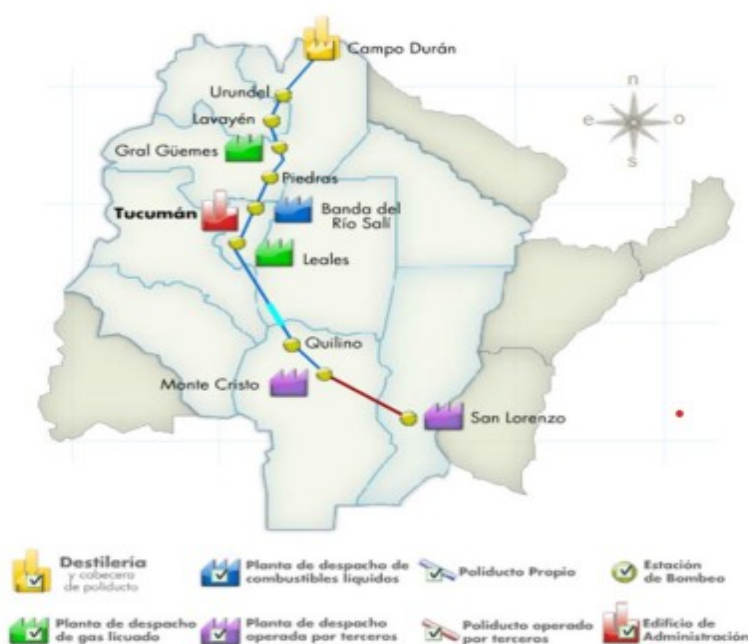 Campo Durán
Urundel
Lavayén
Gral Güemes
Piedras
Tucumán
Banda del
Río Salí
Leales
Quilino
Monte Cristo
San Lorenzo
n
e
o
s
Destilería
y cabecera
de poliducto
Planta de despacho de
combustibles líquidos
Poliducto Propio
Estación
de Bombeo
Planta de despacho
de gas licuado
Planta de despacho
operada por terceros
Poliducto operado
por terceros
Edificio de
Administración